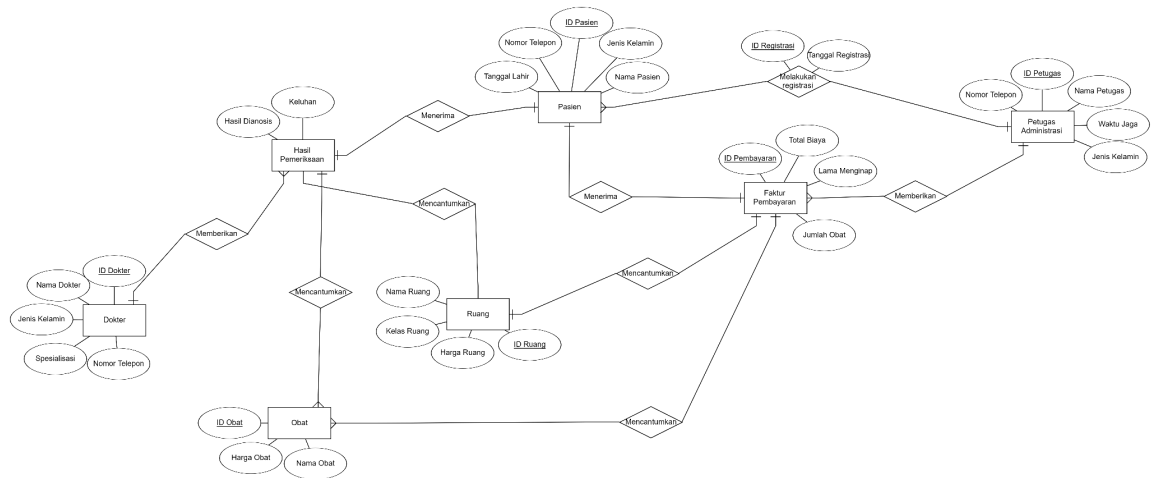 ID Pasien
Nomor Telepon
Jenis Kelamin
Tanggal Lahir
Nama Pasien
Pasien
Menerima
ID Registrasi
Tanggal Registrasi
Melakukan
registrasi
ID Petugas
Nomor Telepon
Nama Petugas
Waktu Jaga
Jenis Kelamin
Petugas
Administrasi
Keluhan
Hasil Dianosis
Hasil
Pemeriksaan
Total Biaya
ID Pembayaran
Lama Menginap
Faktur
Pembayaran
Jumlah Obat
Menerima
Memberikan
Mencantumkan
Memberikan
ID Dokter
Nama Dokter
Jenis Kelamin
Dokter
Spesialisasi
Nomor Telepon
Mencantumkan
Mencantumkan
Nama Ruang
Ruang
Kelas Ruang
Harga Ruang
ID Ruang
ID Obat
Obat
Harga Obat
Nama Obat
Mencantumkan